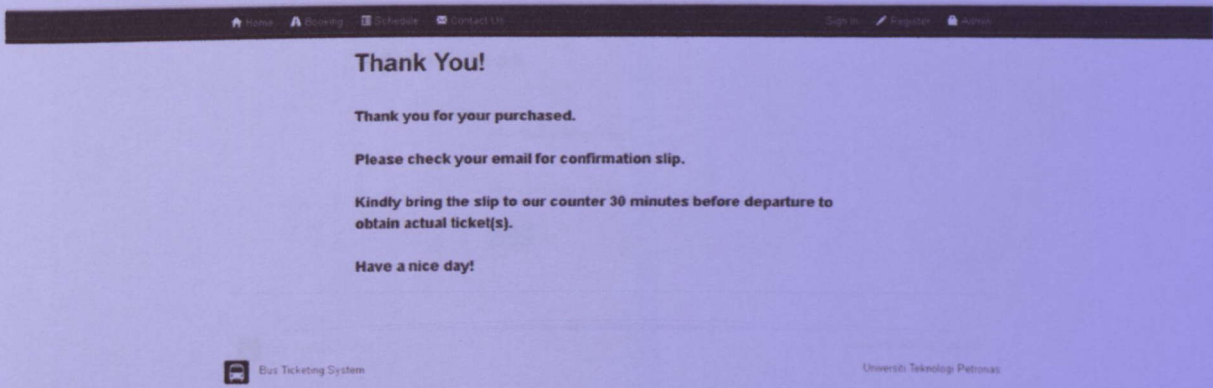 Home Booking Schedule Contact Us Sign In Register Admin
Thank You!
Thank you for your purchased.
Please check your email for confirmation slip.
Kindly bring the slip to our counter 30 minutes before departure to
obtain actual ticket(s).
Have a nice day!
Bus Ticketing System Universiti Teknologi Petronas